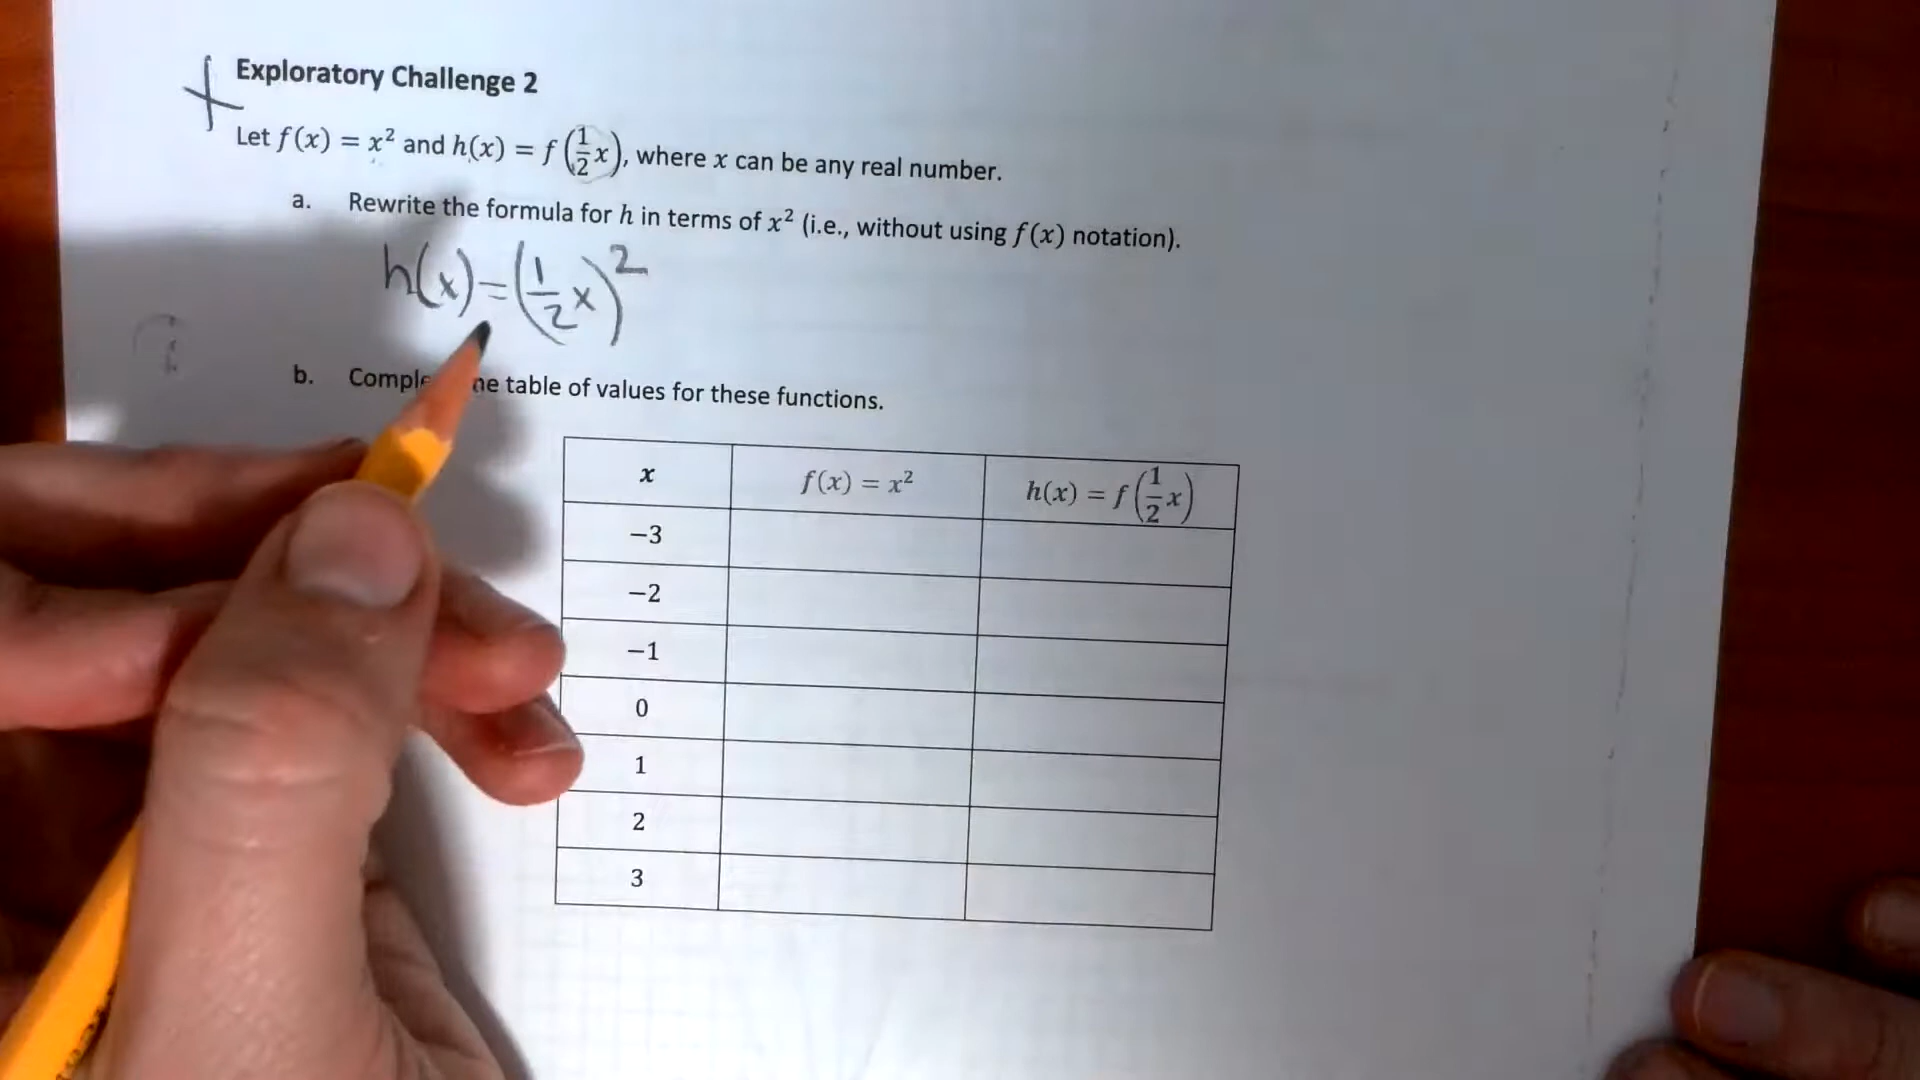 Exploratory Challenge 2
Let f(x) = x² and h(x) = f(½x), where x can be any real number.
a. Rewrite the formula for h in terms of x² (i.e., without using f(x) notation).
h(x) = (½x)²
b. table of values for these functions.
x f(x) = x² h(x) = f(½x)
−3
−2
−1
0
1
2
3